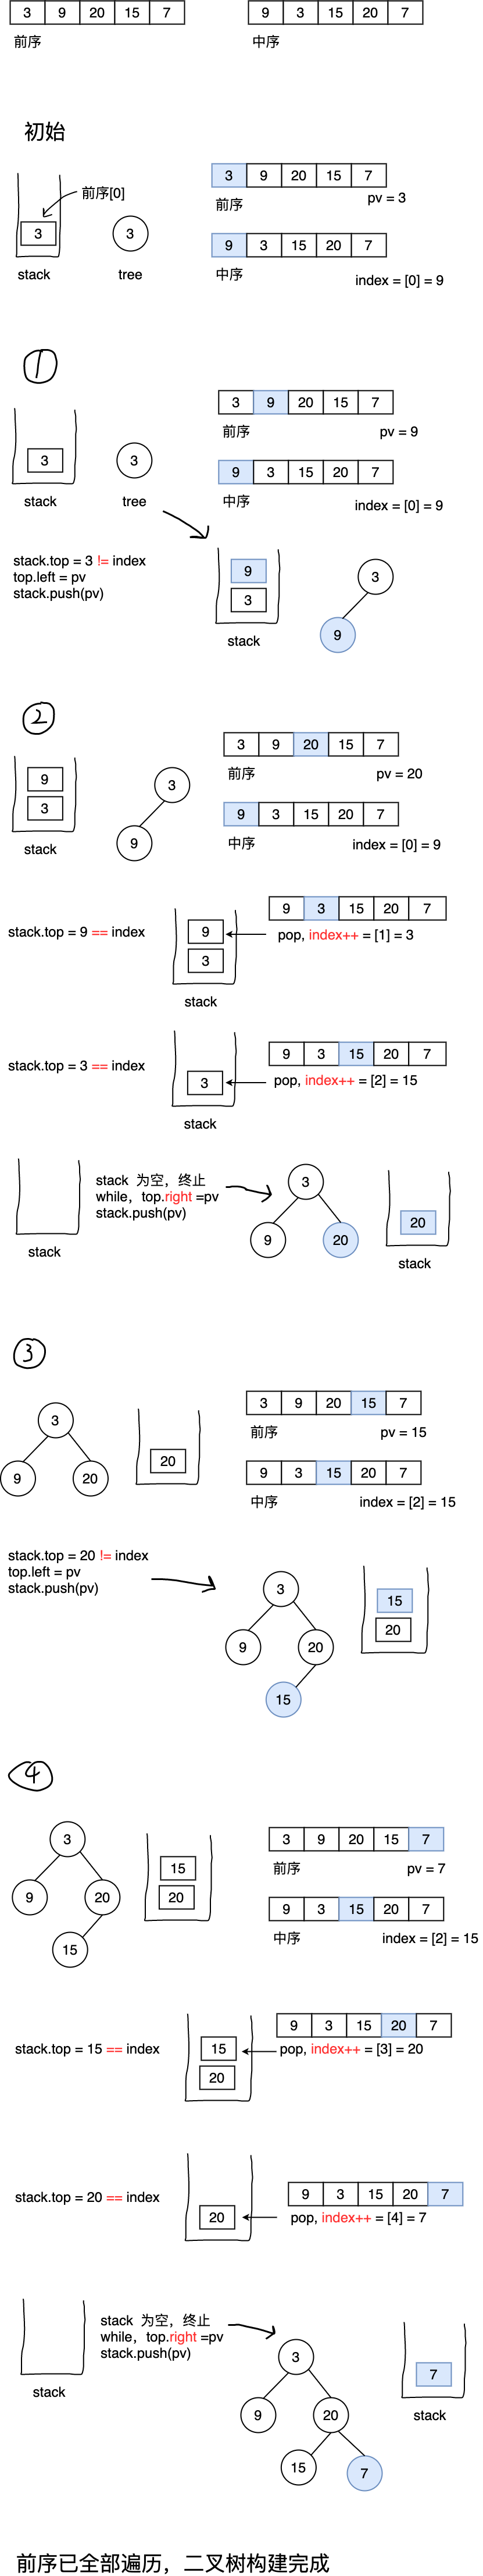 3 9 20 15 7
9 3 15 20 7
前序
中序
初始
前序[0]
3
stack
3
tree
3 9 20 15 7
前序
pv = 3
9 3 15 20 7
中序
index = [0] = 9
1
3
stack
3
tree
3 9 20 15 7
前序
pv = 9
9 3 15 20 7
中序
index = [0] = 9
stack.top = 3 != index
top.left = pv
stack.push(pv)
9
3
stack
3
9
2
9
3
stack
3
9
3 9 20 15 7
前序
pv = 20
9 3 15 20 7
中序
index = [0] = 9
stack.top = 9 == index
9
3
stack
9 3 15 20 7
pop, index++ = [1] = 3
stack.top = 3 == index
3
stack
9 3 15 20 7
pop, index++ = [2] = 15
stack
stack 为空，终止
while，top.right =pv
stack.push(pv)
3
9 20
20
stack
3
3
9 20
20
3 9 20 15 7
前序
pv = 15
9 3 15 20 7
中序
index = [2] = 15
stack.top = 20 != index
top.left = pv
stack.push(pv)
3
9 20
15
15
20
4
3
9 20
15
15
20
3 9 20 15 7
前序
pv = 7
9 3 15 20 7
中序
index = [2] = 15
stack.top = 15 == index
15
20
9 3 15 20 7
pop, index++ = [3] = 20
stack.top = 20 == index
20
9 3 15 20 7
pop, index++ = [4] = 7
stack
stack 为空，终止
while，top.right =pv
stack.push(pv)
3
9 20
15 7
7
stack
前序已全部遍历，二叉树构建完成